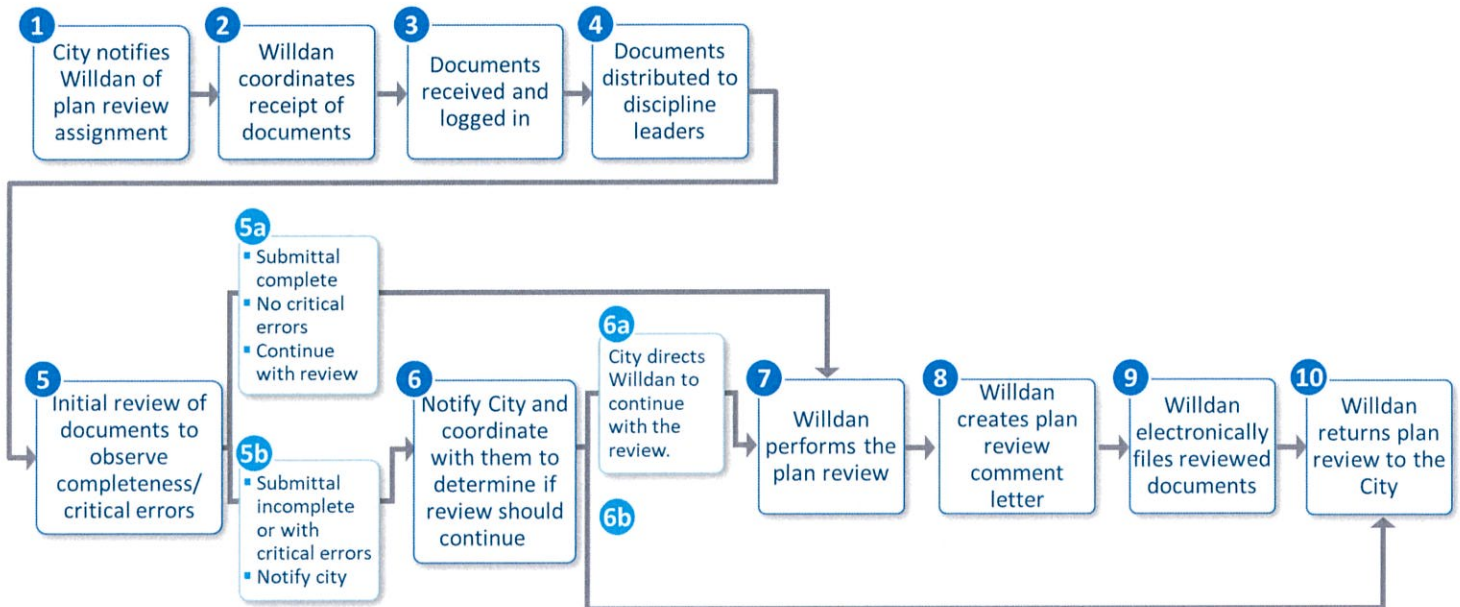 1
City notifies
Willdan of
plan review
assignment
2
Willdan
coordinates
receipt of
documents
3
Documents
received and
logged in
4
Documents
distributed to
discipline
leaders
5
Initial review of
documents to
observe
completeness/
critical errors
5a
▪ Submittal
complete
▪ No critical
errors
▪ Continue
with review
5b
▪ Submittal
incomplete
or with
critical errors
▪ Notify city
6
Notify City and
coordinate
with them to
determine if
review should
continue
6a
City directs
Willdan to
continue
with the
review.
6b
7
Willdan
performs the
plan review
8
Willdan
creates plan
review
comment
letter
9
Willdan
electronically
files reviewed
documents
10
Willdan
returns plan
review to the
City